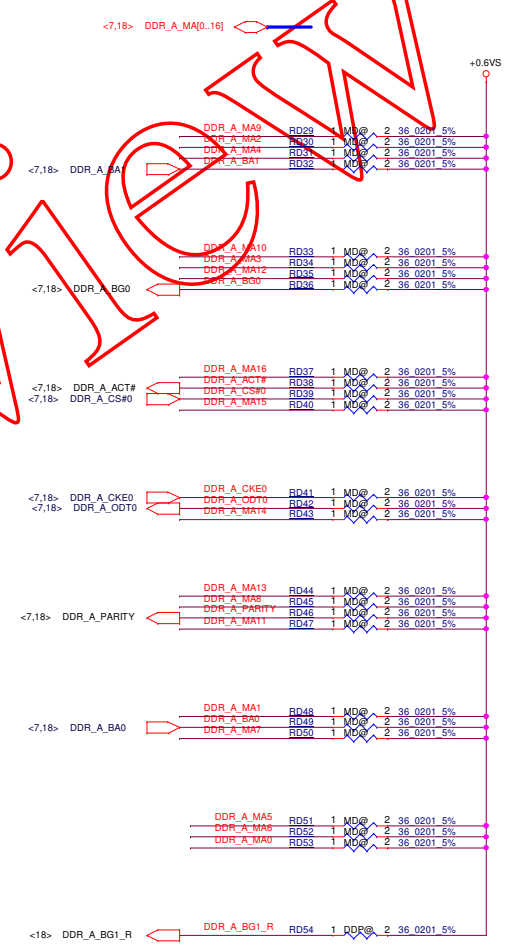 <7,18> DDR_A_MA[0..16]
+0.6VS
DDR_A_MA9 RD29 1 MD@ 2 36_0201_5%
DDR_A_MA2 RD30 1 MD@ 2 36_0201_5%
DDR_A_MA4 RD31 1 MD@ 2 36_0201_5%
<7,18> DDR_A_BA1 DDR_A_BA1 RD32 1 MD@ 2 36_0201_5%
DDR_A_MA10 RD33 1 MD@ 2 36_0201_5%
DDR_A_MA3 RD34 1 MD@ 2 36_0201_5%
DDR_A_MA12 RD35 1 MD@ 2 36_0201_5%
<7,18> DDR_A_BG0 DDR_A_BG0 RD36 1 MD@ 2 36_0201_5%
DDR_A_MA16 RD37 1 MD@ 2 36_0201_5%
<7,18> DDR_A_ACT# DDR_A_ACT# RD38 1 MD@ 2 36_0201_5%
<7,18> DDR_A_CS#0 DDR_A_CS#0 RD39 1 MD@ 2 36_0201_5%
DDR_A_MA15 RD40 1 MD@ 2 36_0201_5%
<7,18> DDR_A_CKE0 DDR_A_CKE0 RD41 1 MD@ 2 36_0201_5%
<7,18> DDR_A_ODT0 DDR_A_ODT0 RD42 1 MD@ 2 36_0201_5%
DDR_A_MA14 RD43 1 MD@ 2 36_0201_5%
DDR_A_MA13 RD44 1 MD@ 2 36_0201_5%
DDR_A_MA8 RD45 1 MD@ 2 36_0201_5%
<7,18> DDR_A_PARITY DDR_A_PARITY RD46 1 MD@ 2 36_0201_5%
DDR_A_MA11 RD47 1 MD@ 2 36_0201_5%
DDR_A_MA1 RD48 1 MD@ 2 36_0201_5%
<7,18> DDR_A_BA0 DDR_A_BA0 RD49 1 MD@ 2 36_0201_5%
DDR_A_MA7 RD50 1 MD@ 2 36_0201_5%
DDR_A_MA5 RD51 1 MD@ 2 36_0201_5%
DDR_A_MA6 RD52 1 MD@ 2 36_0201_5%
DDR_A_MA0 RD53 1 MD@ 2 36_0201_5%
<18> DDR_A_BG1_R DDR_A_BG1_R RD54 1 DDP@ 2 36_0201_5%